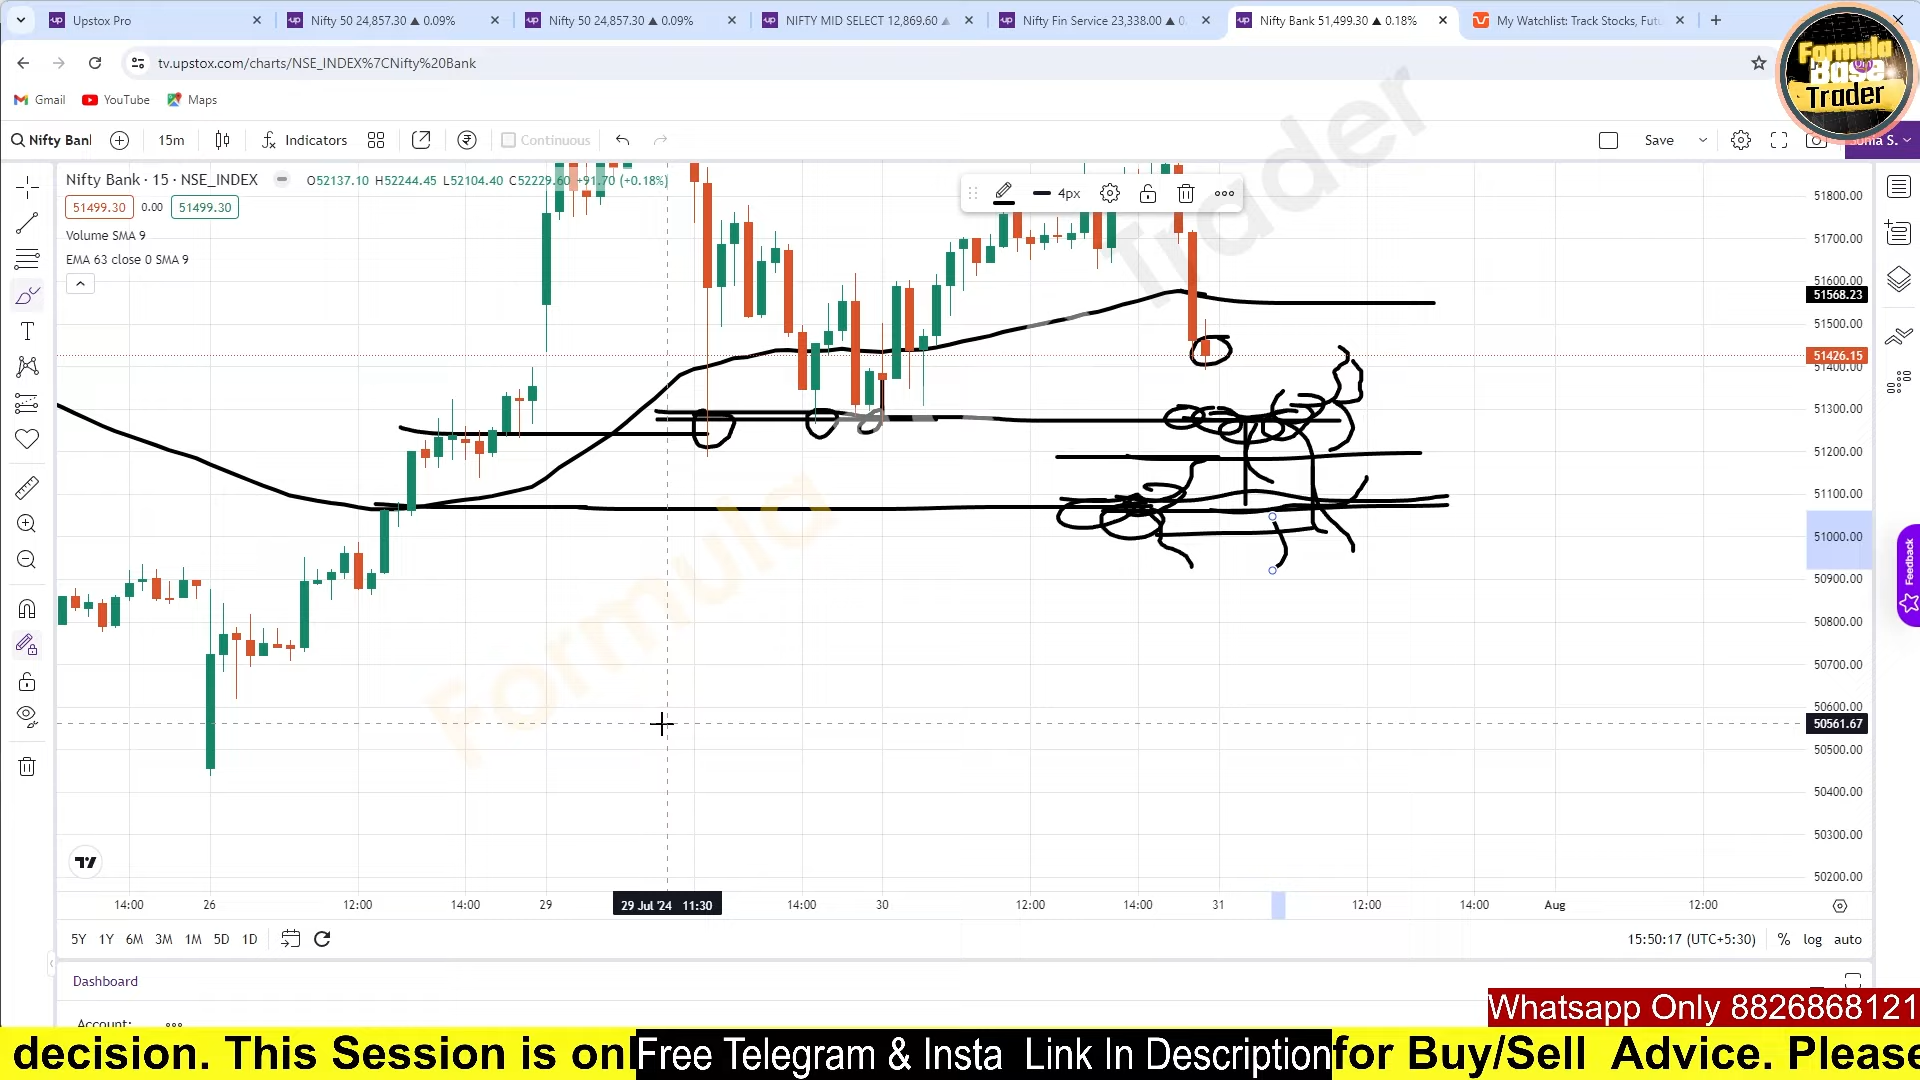 Upstox Pro
Nifty 50 24,857.30 ▲ 0.09%
Nifty 50 24,857.30 ▲ 0.09%
NIFTY MID SELECT 12,869.60 ▲
Nifty Fin Service 23,338.00 ▲ 0
Nifty Bank 51,499.30 ▲ 0.18%
My Watchlist: Track Stocks, Futu
tv.upstox.com/charts/NSE_INDEX%7CNifty%20Bank
Gmail YouTube Maps
Formula
Base
Trader
Nifty Banl 15m Indicators Continuous Save onia S.
Nifty Bank · 15 · NSE_INDEX O52137.10 H52244.45 L52104.40 C52229.60 +91.70 (+0.18%)
51499.30 0.00 51499.30
Volume SMA 9
EMA 63 close 0 SMA 9
4px
Trader
Formula
51800.00
51700.00
51600.00
51568.23
51500.00
51426.15
51400.00
51300.00
51200.00
51100.00
51000.00
50900.00
50800.00
50700.00
50600.00
50561.67
50500.00
50400.00
50300.00
50200.00
Feedback
14:00 26 12:00 14:00 29 29 Jul '24 11:30 14:00 30 12:00 14:00 31 12:00 14:00 Aug 12:00
5Y 1Y 6M 3M 1M 5D 1D 15:50:17 (UTC+5:30) % log auto
Dashboard
Account:
Whatsapp Only 8826868121
decision. This Session is on
Free Telegram & Insta Link In Description
for Buy/Sell Advice. Please